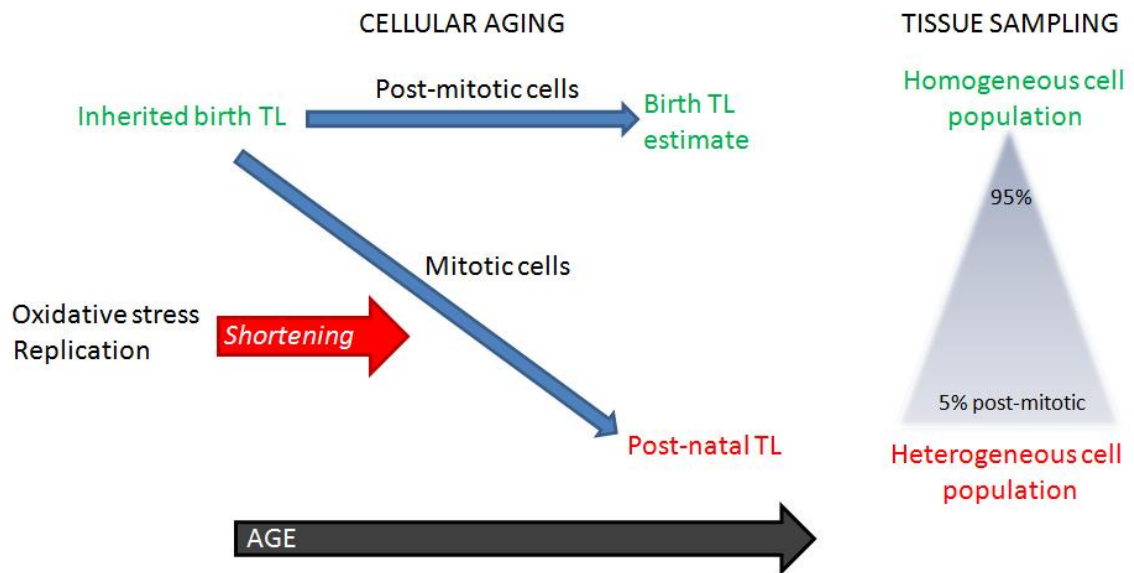 CELLULAR AGING
Inherited birth TL
Post-mitotic cells
Birth TL
estimate
Mitotic cells
Oxidative stress
Replication
Shortening
Post-natal TL
AGE
TISSUE SAMPLING
Homogeneous cell
population
95%
5% post-mitotic
Heterogeneous cell
population